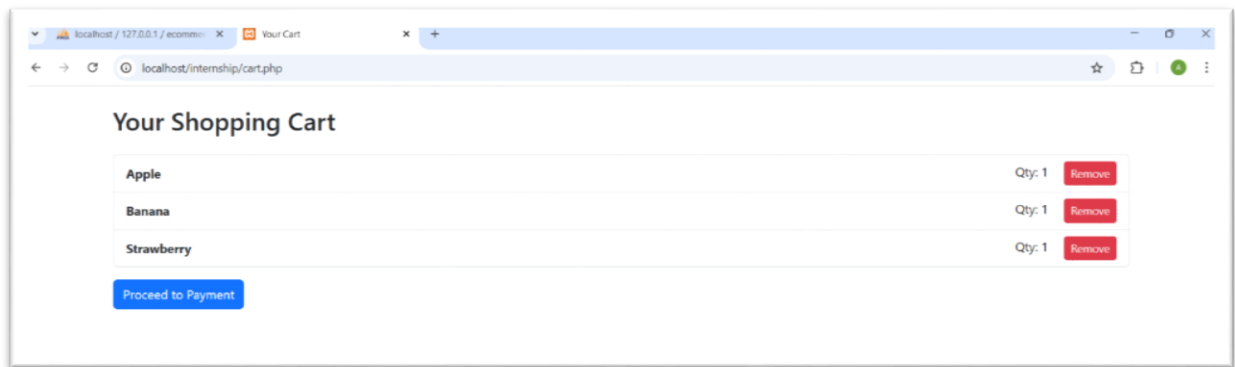 localhost / 127.0.0.1 / ecomme
Your Cart
localhost/internship/cart.php
A
Your Shopping Cart
Apple Qty: 1 Remove
Banana Qty: 1 Remove
Strawberry Qty: 1 Remove
Proceed to Payment